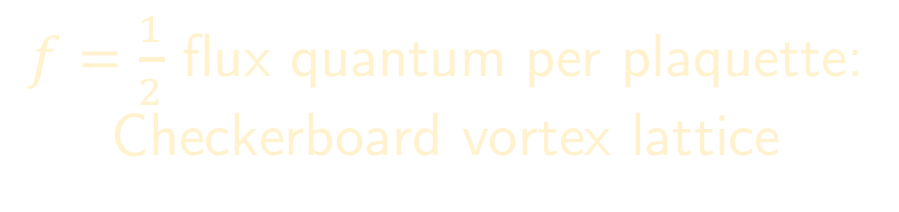 f = 1/2 flux quantum per plaquette:
Checkerboard vortex lattice